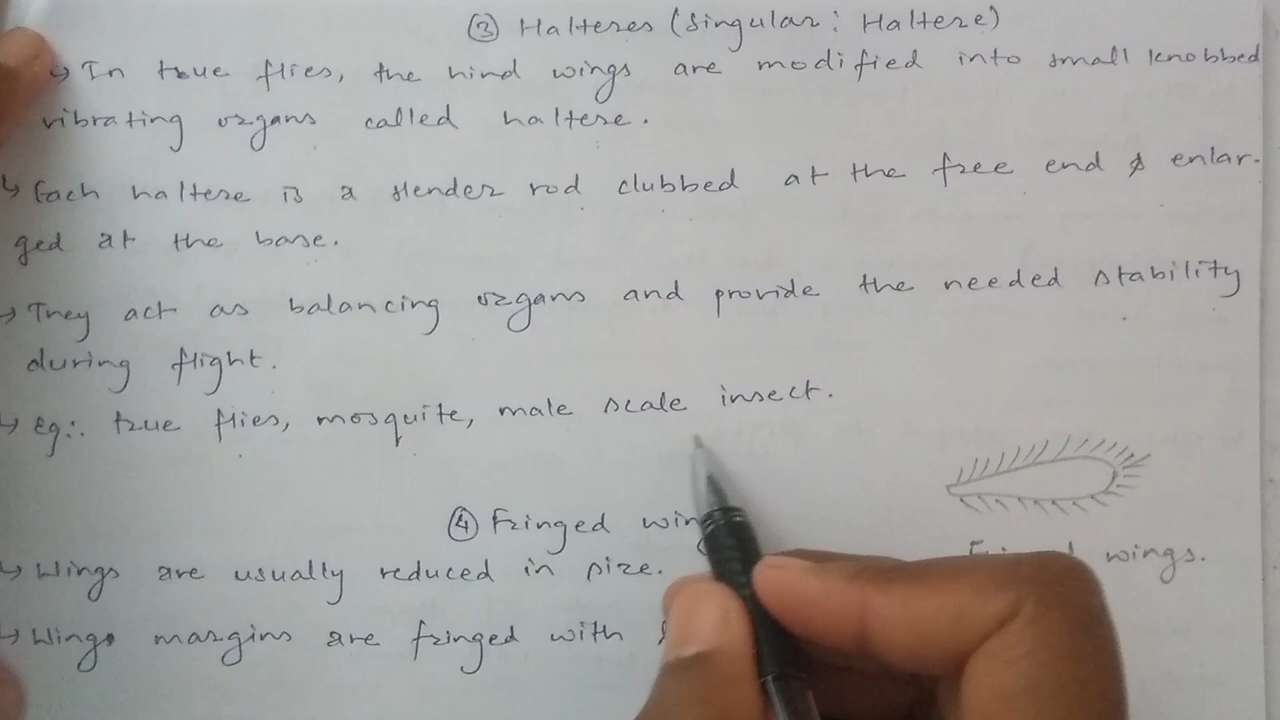 ③ Halteres (Singular: Haltere)
↳ In true flies, the hind wings are modified into small knobbed
vibrating organs called haltere.
↳ Each haltere is a slender rod clubbed at the free end & enlar-
ged at the base.
→ They act as balancing organs and provide the needed stability
during flight.
↳ Eg:. true flies, mosquite, male scale insect.
④ Fringed
↳ Wings are usually reduced in size.
wings.
↳ Wings margins are fringed with